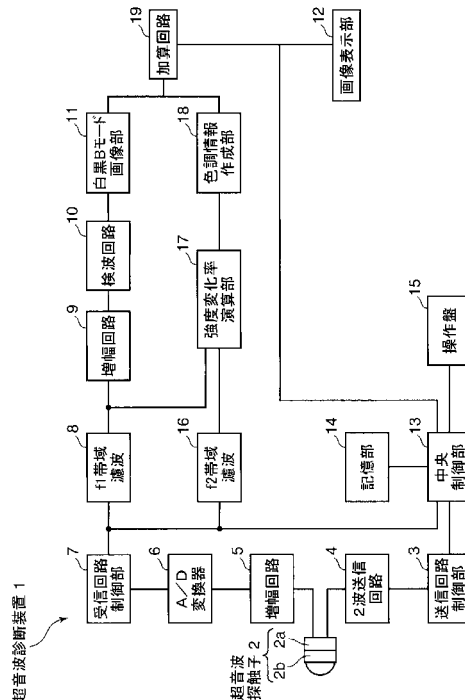 超音波診断装置 1
7
受信回路
制御部
6
A/D
変換器
5
増幅回路
超音波
探触子 2
2a
2b
4
2波送信
回路
3
送信回路
制御部
8
f1帯域
濾波
16
f2帯域
濾波
14
記憶部
13
中央
制御部
15
操作盤
9
増幅回路
10
検波回路
11
白黒Bモード
画像部
17
強度変化率
演算部
18
色調情報
作成部
19
加算回路
12
画像表示部